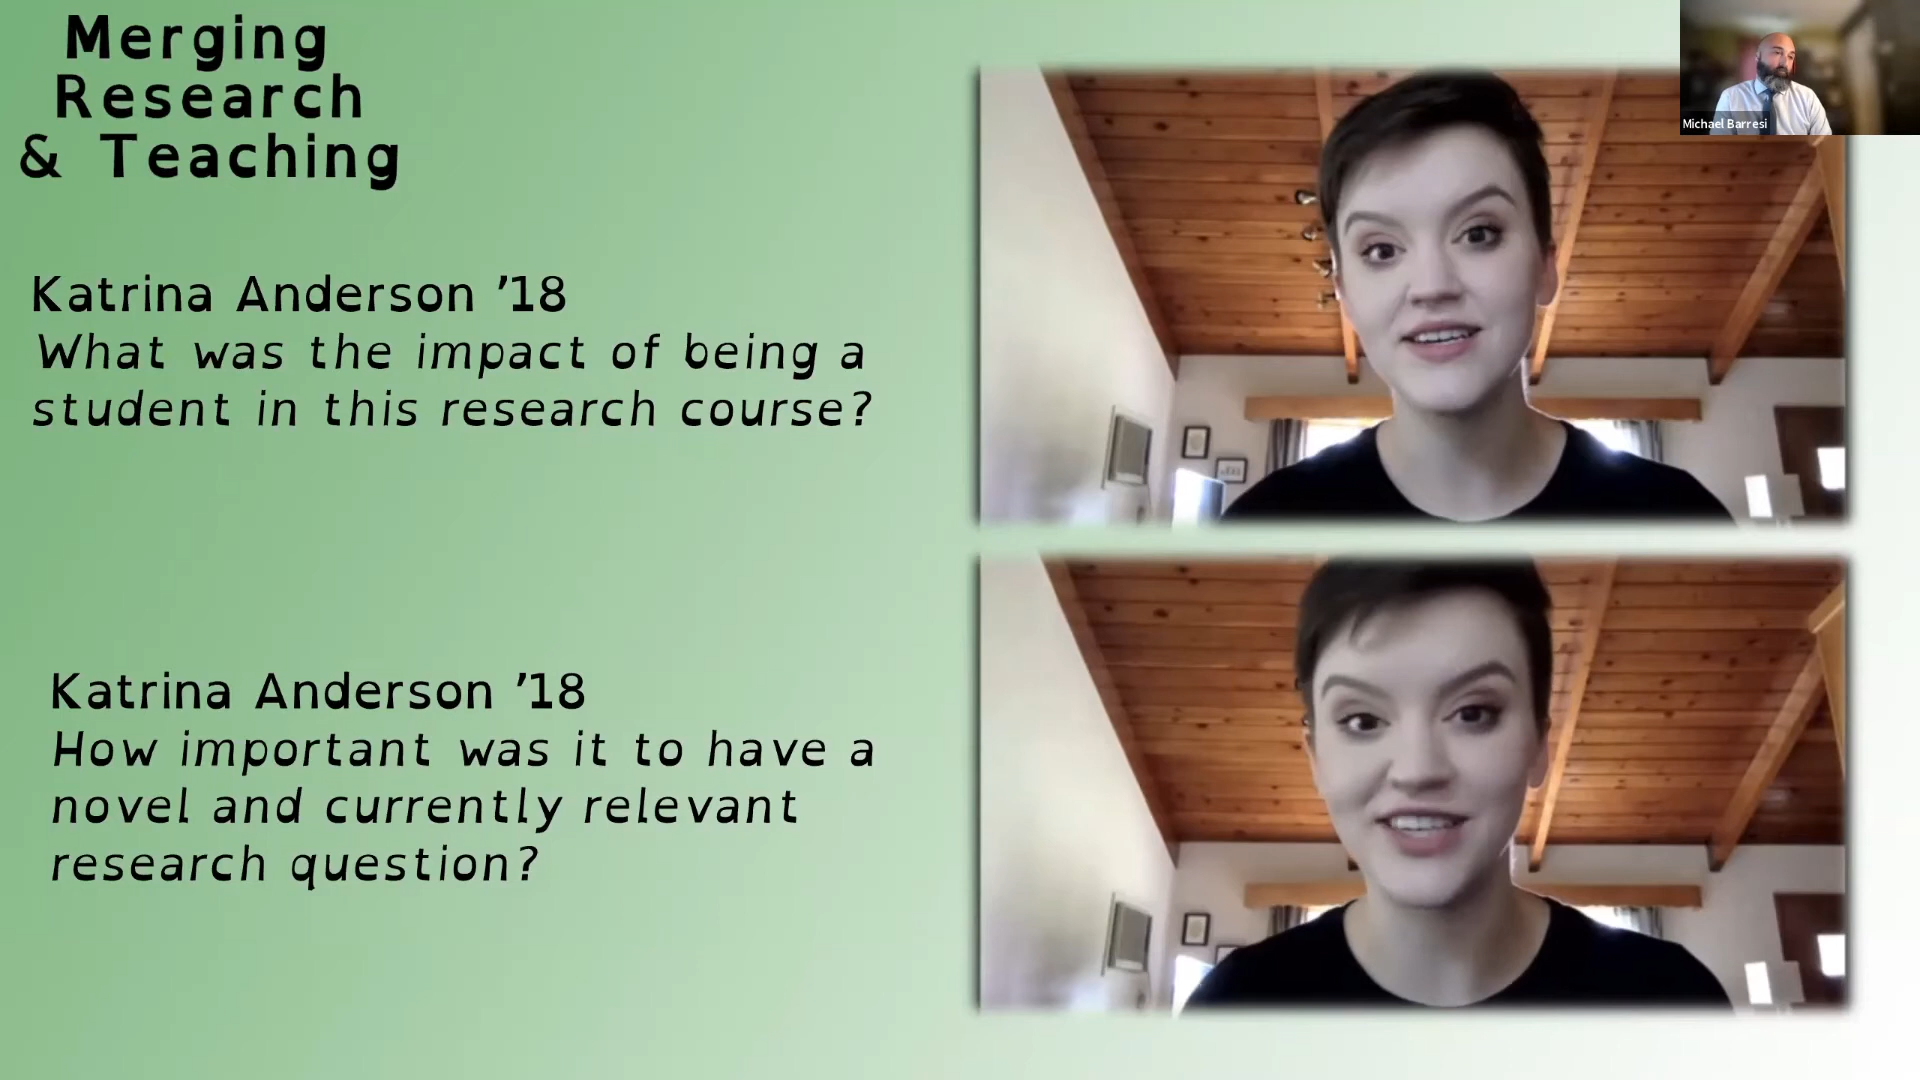 Merging
Research
& Teaching
Michael Barresi
Katrina Anderson ’18
What was the impact of being a
student in this research course?
Katrina Anderson ’18
How important was it to have a
novel and currently relevant
research question?